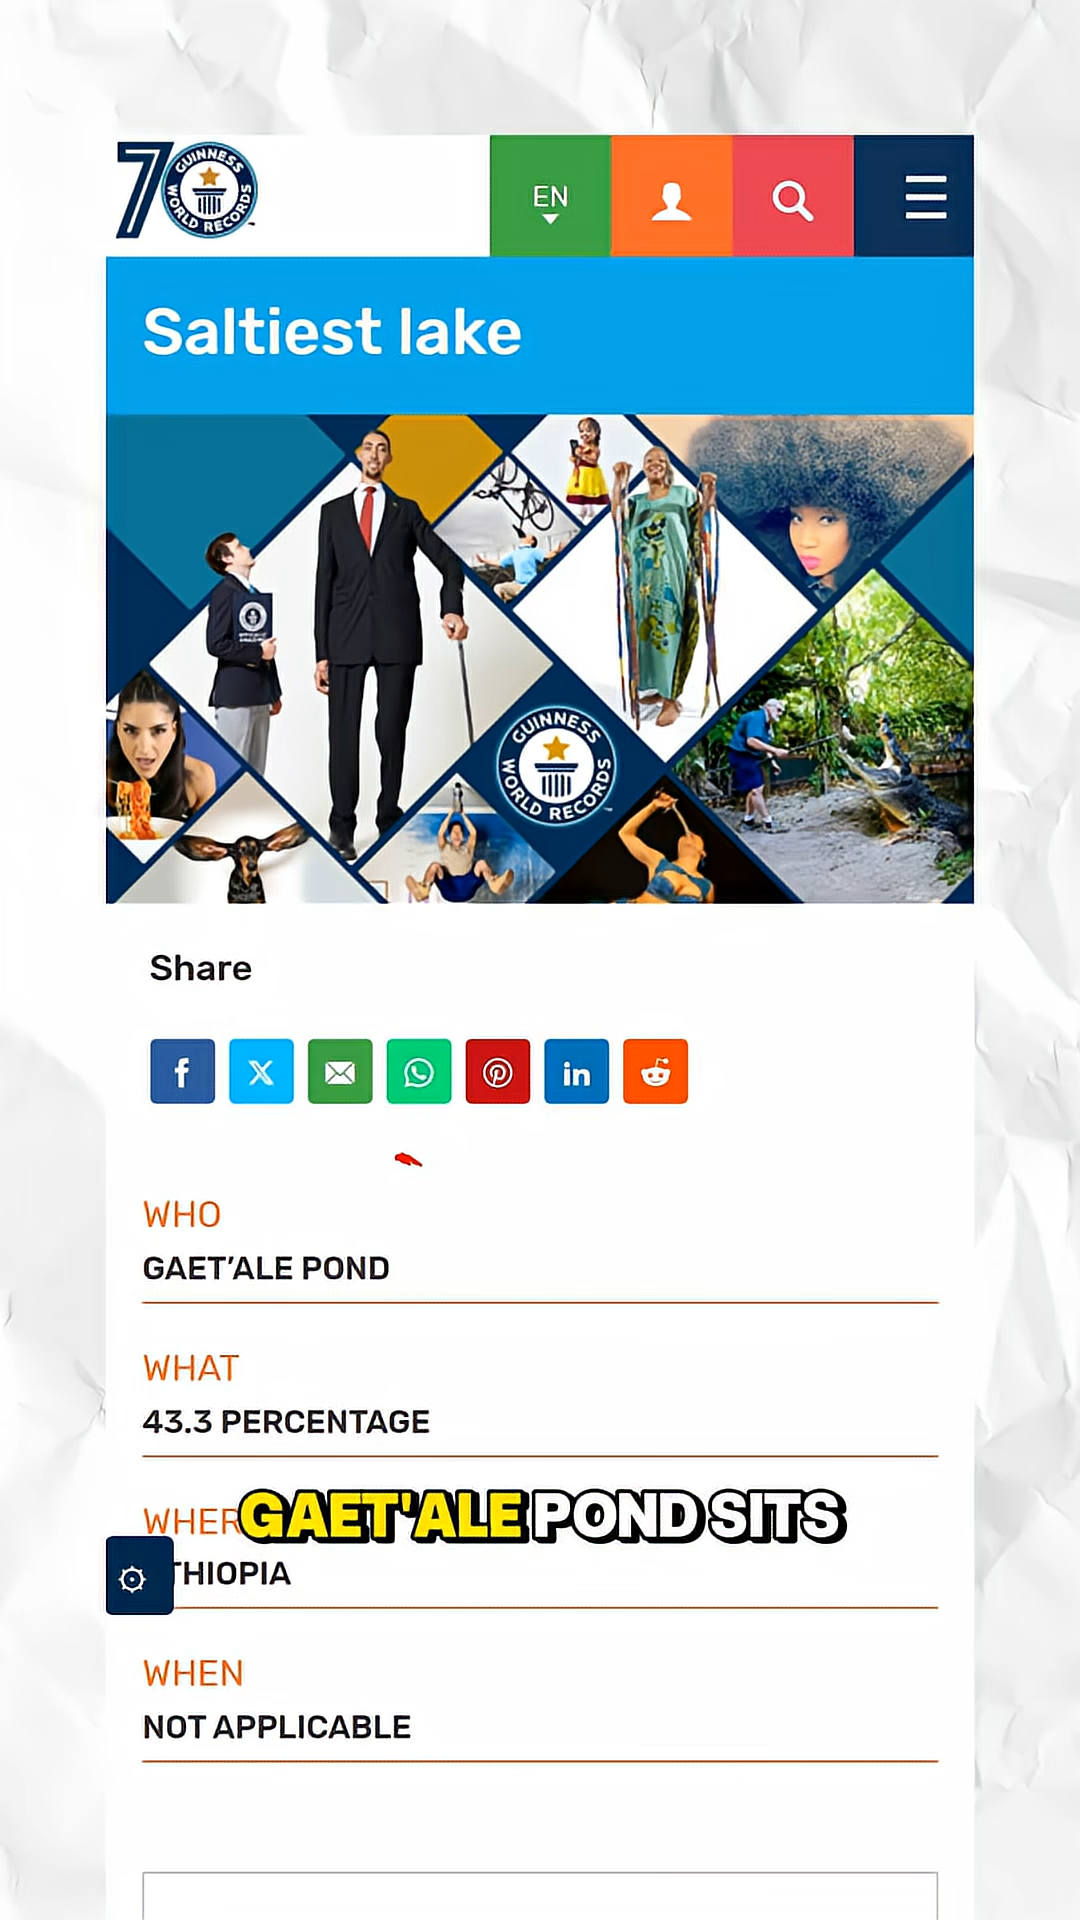 70
GUINNESS
WORLD RECORDS
EN
Saltiest lake
GUINNESS
WORLD RECORDS
Share
WHO
GAET’ALE POND
WHAT
43.3 PERCENTAGE
WHER
GAET'ALE POND SITS
THIOPIA
WHEN
NOT APPLICABLE